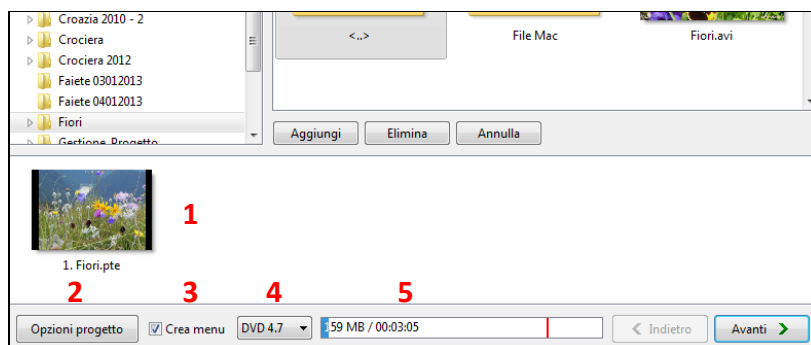 Croazia 2010 - 2
Crociera
Crociera 2012
Faiete 03012013
Faiete 04012013
Fiori
Gestione_Progetto
<..>
File Mac
Fiori.avi
Aggiungi
Elimina
Annulla
1
1. Fiori.pte
2
3
4
5
Opzioni progetto
Crea menu
DVD 4.7
159 MB / 00:03:05
Indietro
Avanti